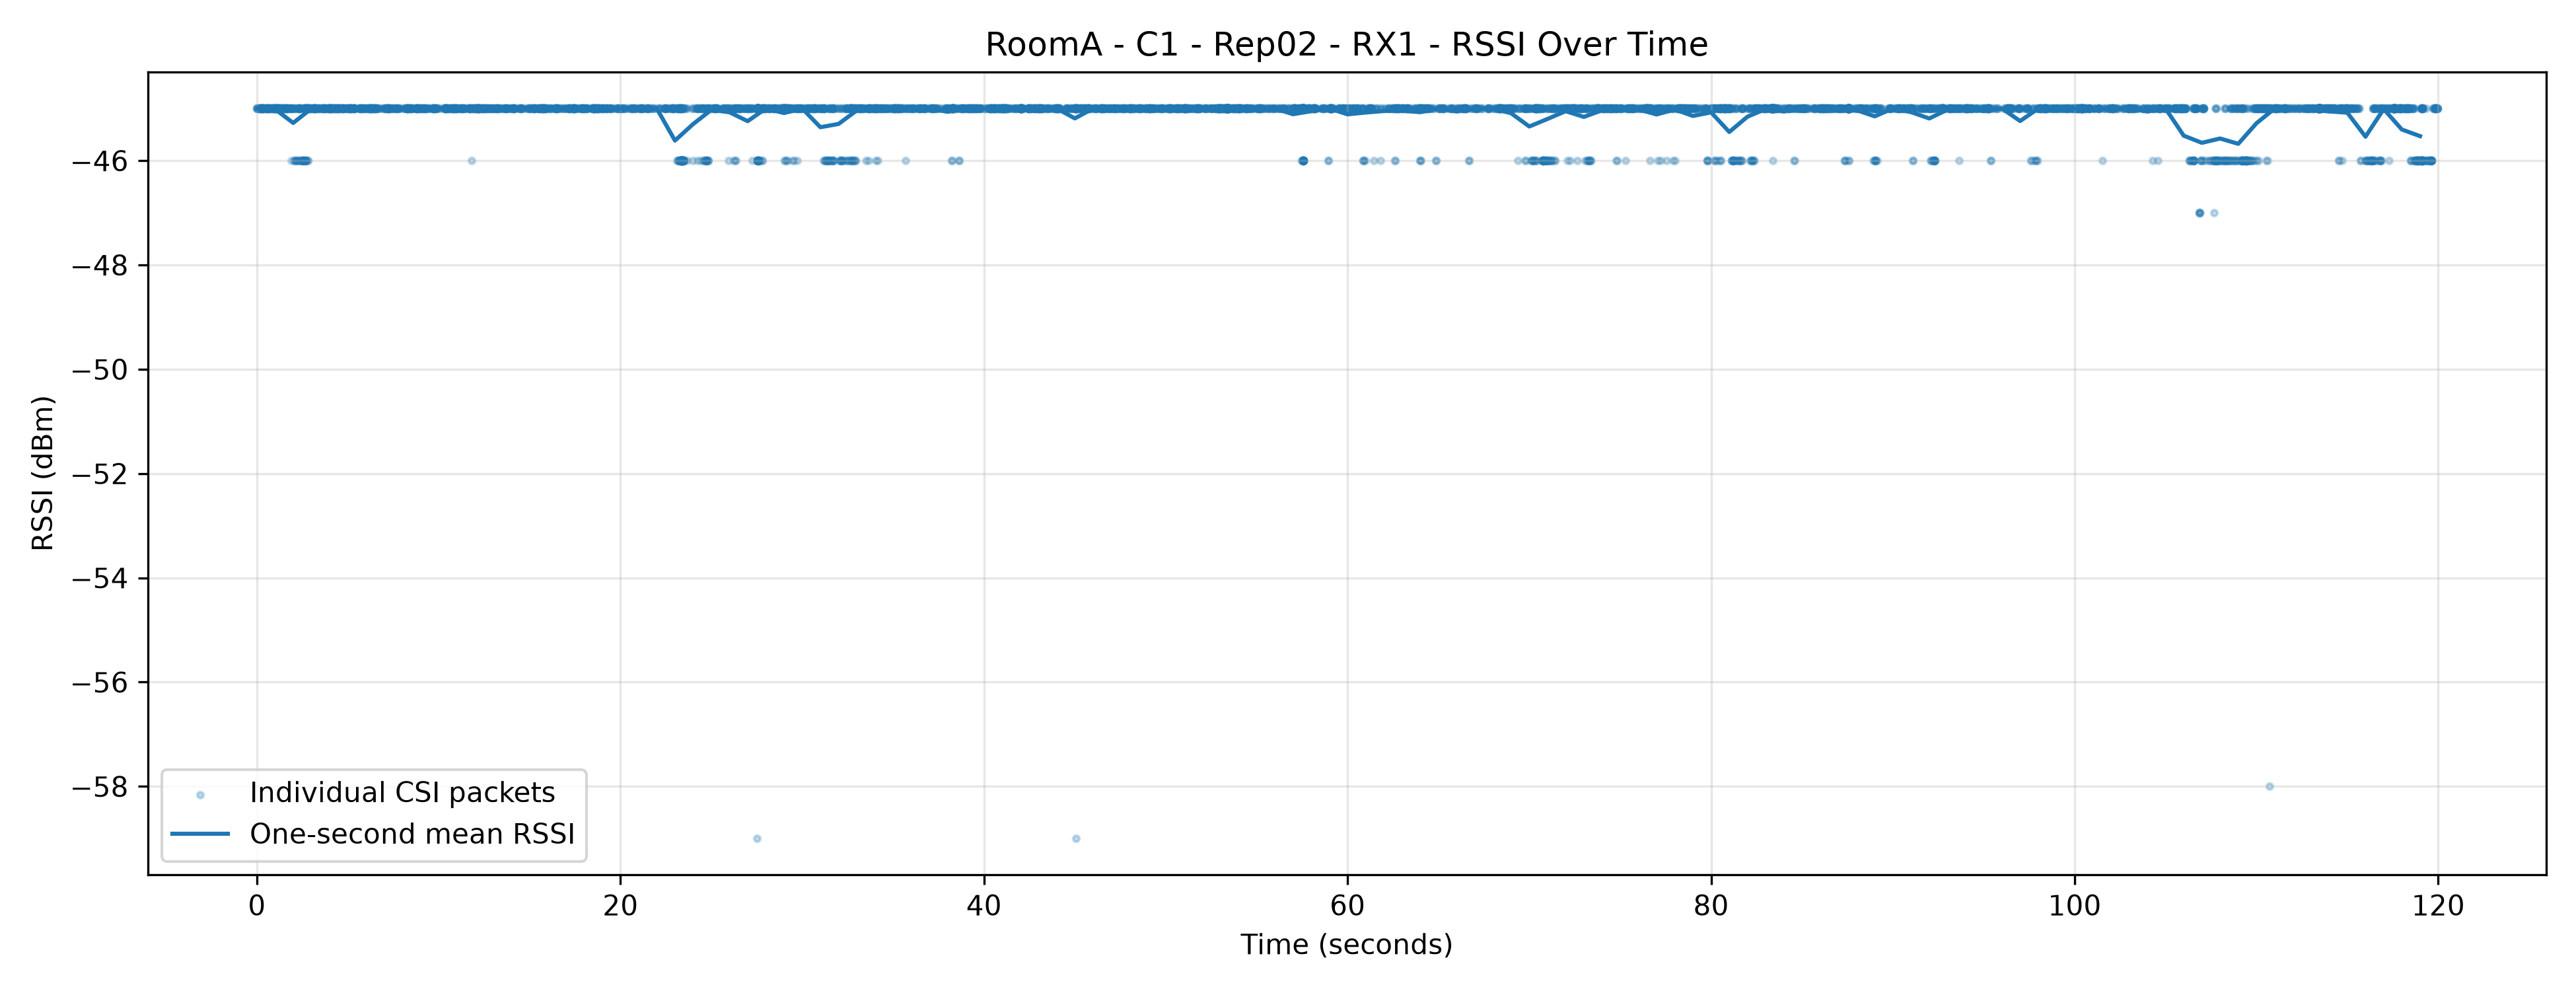 RoomA - C1 - Rep02 - RX1 - RSSI Over Time
RSSI (dBm)
−46
−48
−50
−52
−54
−56
−58
Individual CSI packets
One-second mean RSSI
0 20 40 60 80 100 120
Time (seconds)